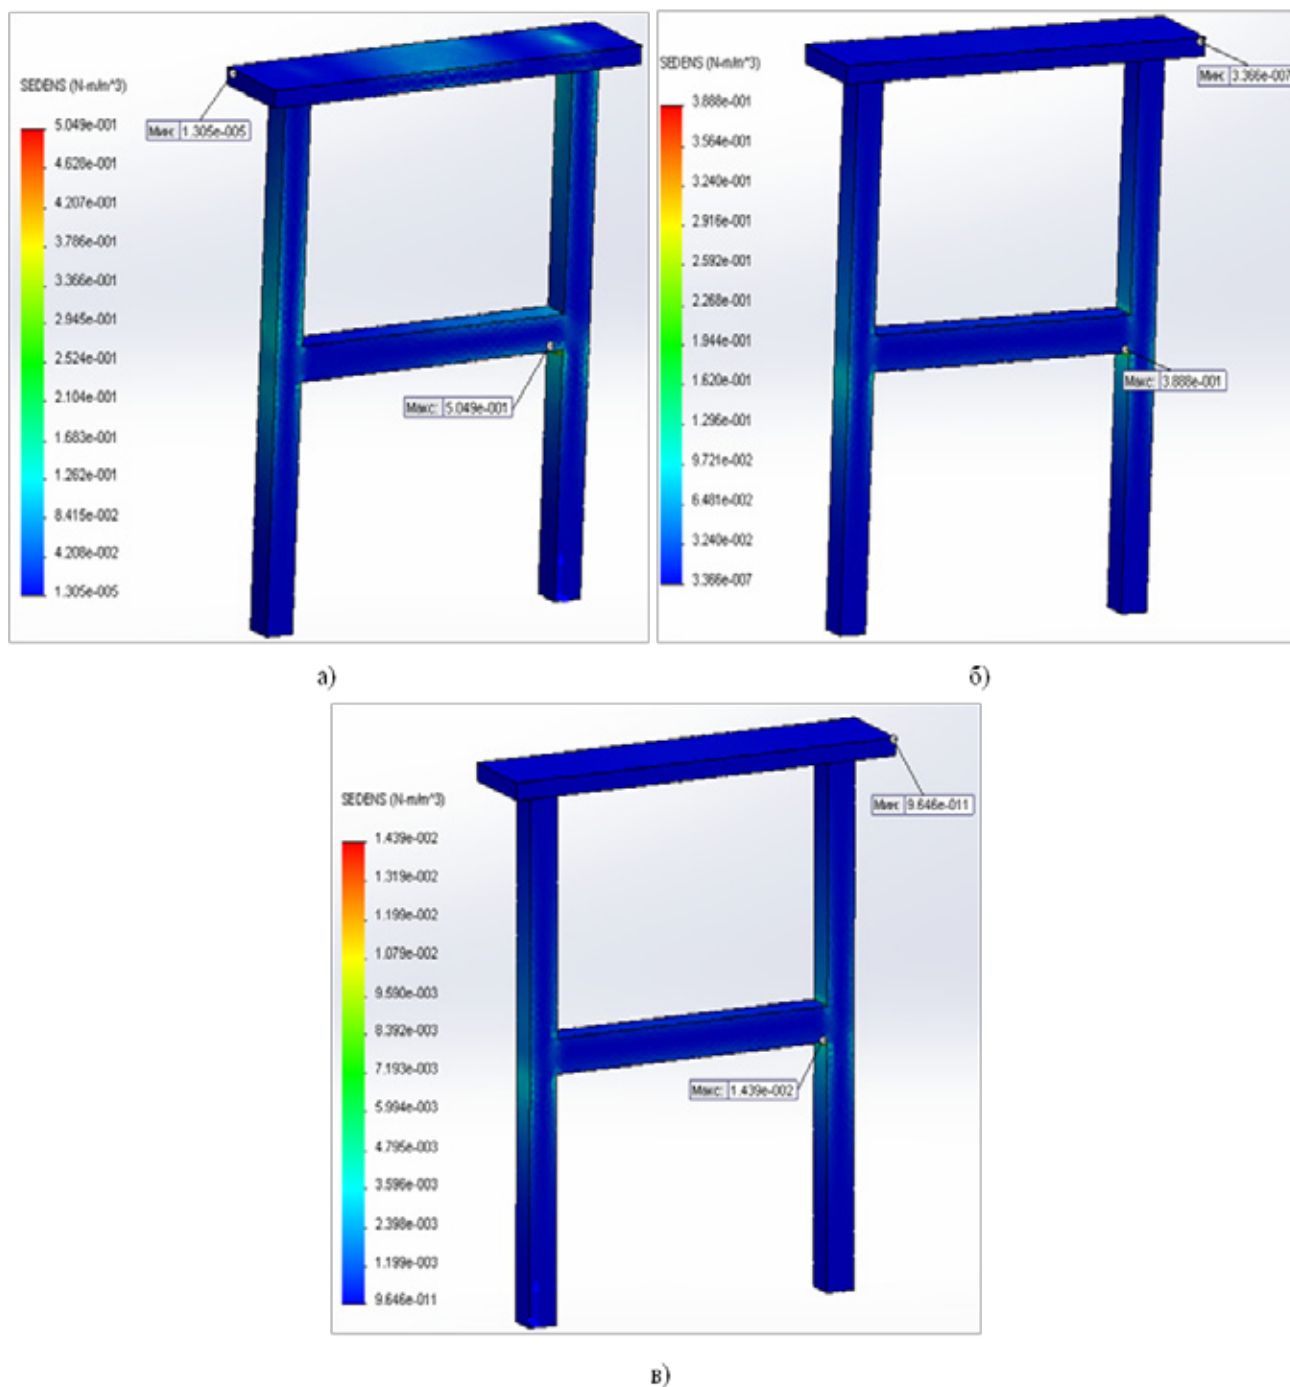 SEDENS (N-m/m^3)
5.049e-001
4.628e-001
4.207e-001
3.786e-001
3.366e-001
2.945e-001
2.524e-001
2.104e-001
1.683e-001
1.262e-001
8.415e-002
4.208e-002
1.305e-005
Мин: 1.305e-005
Макс: 5.049e-001
а)
SEDENS (N-m/m^3)
3.888e-001
3.564e-001
3.240e-001
2.916e-001
2.592e-001
2.268e-001
1.944e-001
1.620e-001
1.296e-001
9.721e-002
6.481e-002
3.240e-002
3.366e-007
Мин: 3.366e-007
Макс: 3.888e-001
б)
SEDENS (N-m/m^3)
1.439e-002
1.319e-002
1.199e-002
1.079e-002
9.590e-003
8.392e-003
7.193e-003
5.994e-003
4.795e-003
3.596e-003
2.398e-003
1.199e-003
9.646e-011
Мин: 9.646e-011
Макс: 1.439e-002
в)